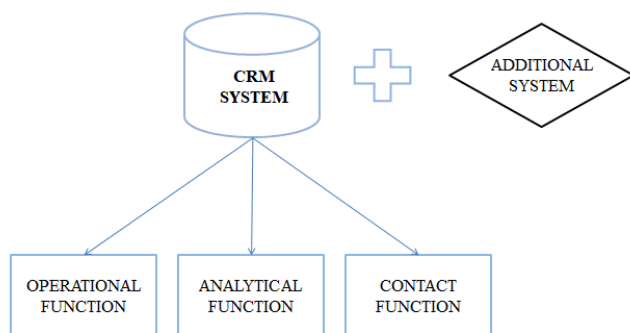 CRM
SYSTEM
ADDITIONAL
SYSTEM
OPERATIONAL
FUNCTION
ANALYTICAL
FUNCTION
CONTACT
FUNCTION